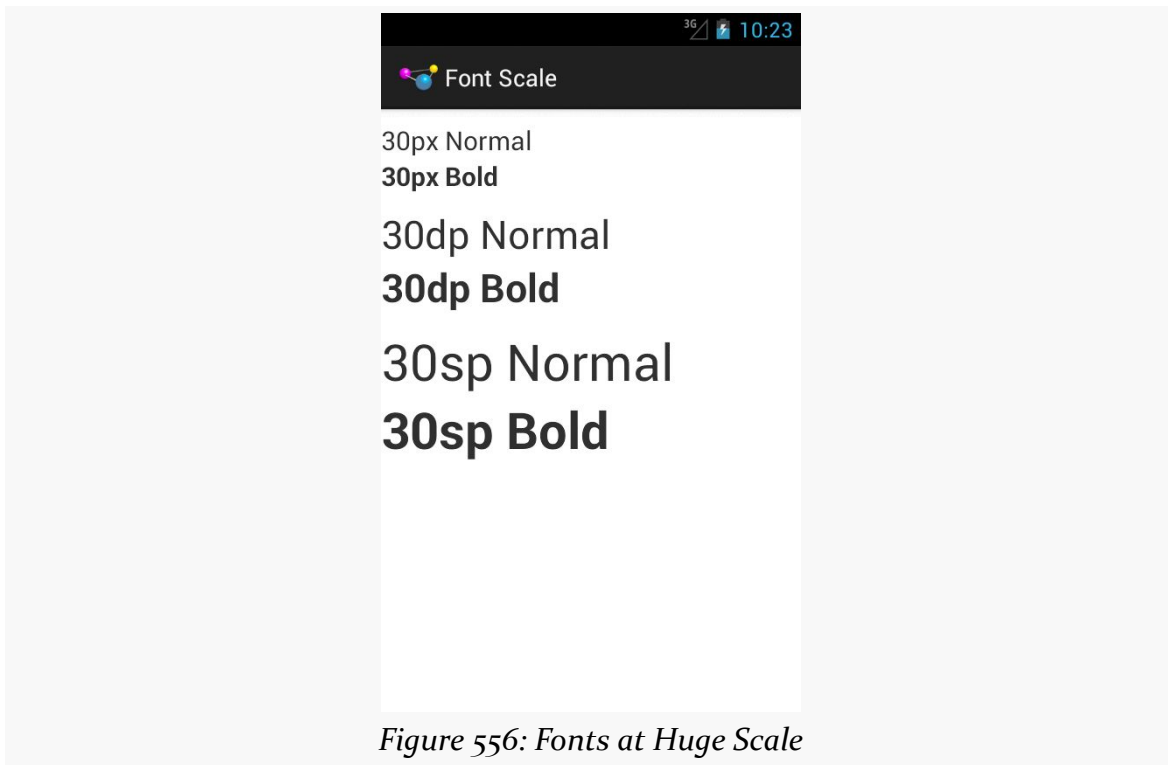 3G 10:23
Font Scale
30px Normal
30px Bold
30dp Normal
30dp Bold
30sp Normal
30sp Bold
Figure 556: Fonts at Huge Scale